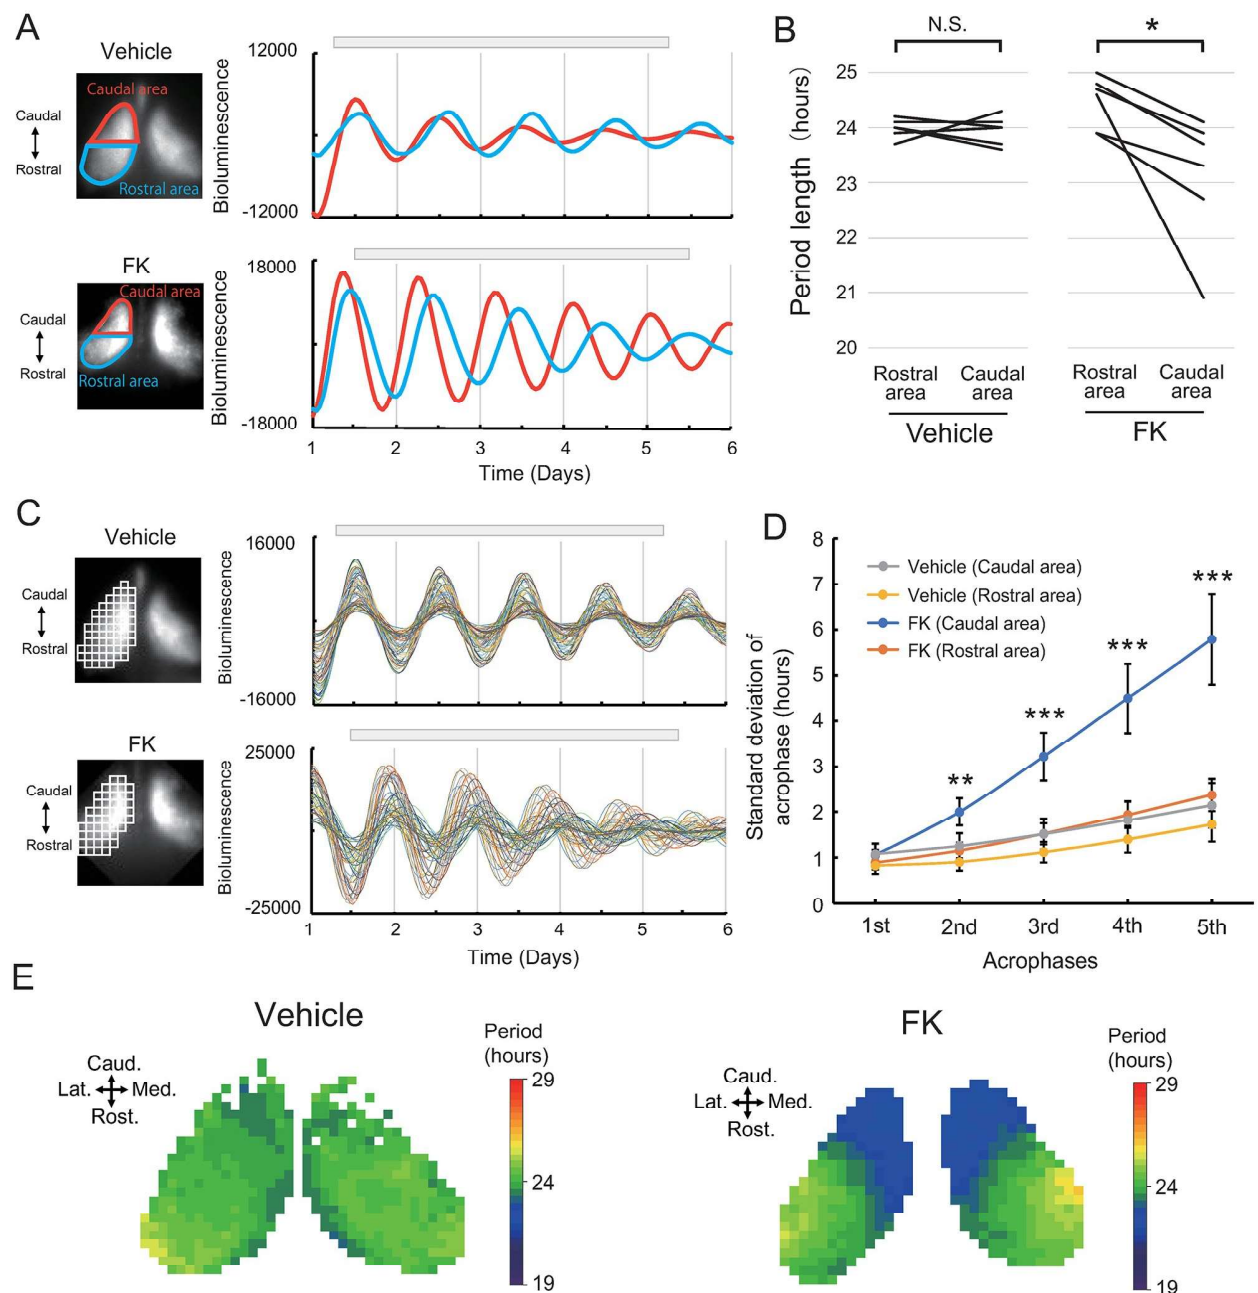 A
Vehicle
Caudal area
Caudal
Rostral
Rostral area
Bioluminescence
12000
-12000
FK
Caudal area
Caudal
Rostral
Rostral area
Bioluminescence
18000
-18000
1 2 3 4 5 6
Time (Days)
B
N.S.
*
Period length (hours)
25
24
23
22
21
20
Rostral area
Caudal area
Vehicle
Rostral area
Caudal area
FK
C
Vehicle
Caudal
Rostral
Bioluminescence
16000
-16000
FK
Caudal
Rostral
Bioluminescence
25000
-25000
1 2 3 4 5 6
Time (Days)
D
Standard deviation of
acrophase (hours)
8
7
6
5
4
3
2
1
0
Vehicle (Caudal area)
Vehicle (Rostral area)
FK (Caudal area)
FK (Rostral area)
**
***
***
***
1st 2nd 3rd 4th 5th
Acrophases
E
Vehicle
Caud.
Lat. Med.
Rost.
Period
(hours)
29
24
19
FK
Caud.
Lat. Med.
Rost.
Period
(hours)
29
24
19